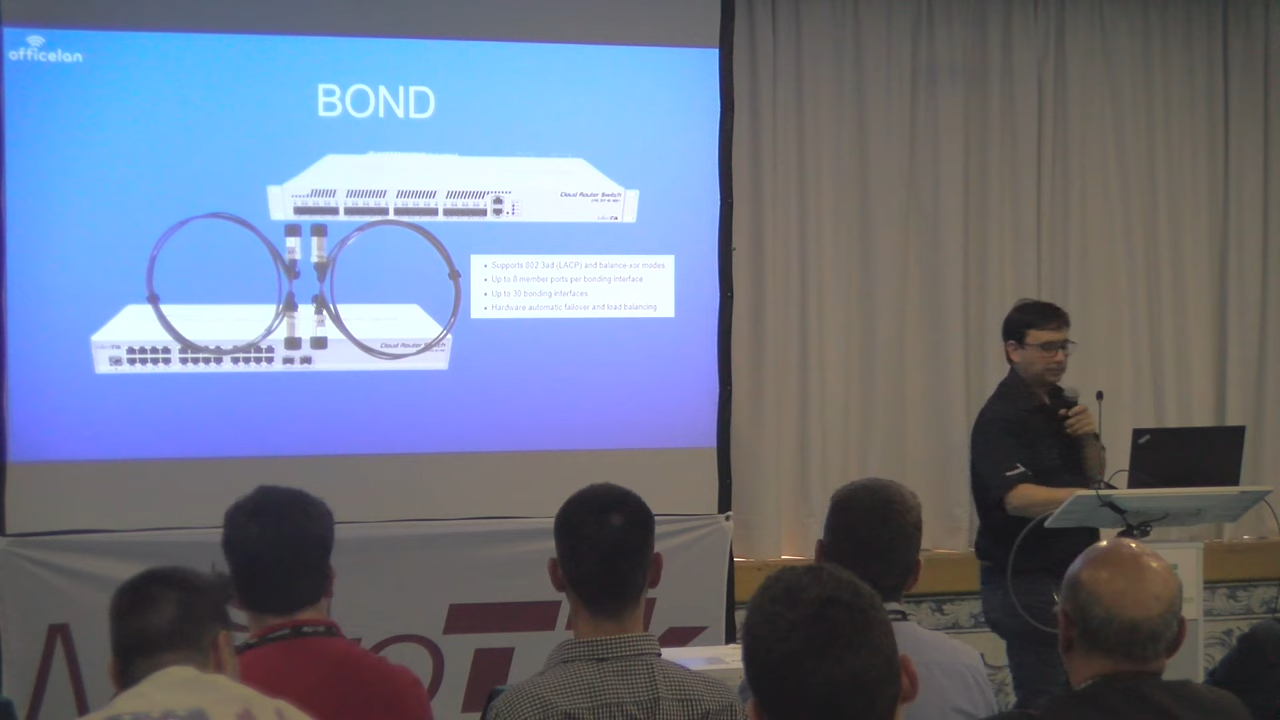 officelan
BOND
Cloud Router Switch
• Supports 802.3ad (LACP) and balance-xor modes.
• Up to 8 member ports per bonding interface
• Up to 30 bonding interfaces
• Hardware automatic failover and load balancing
Cloud Router Switch